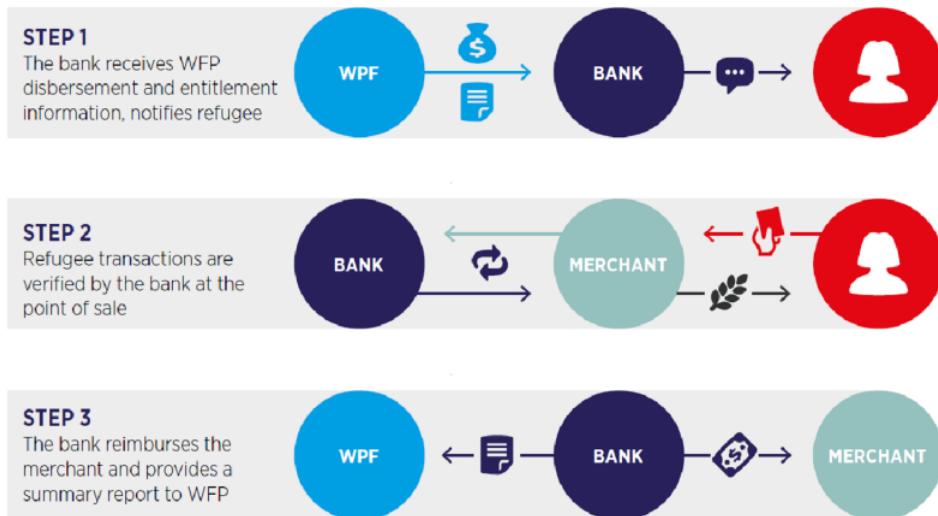 STEP 1
The bank receives WFP
disbersement and entitlement
information, notifies refugee
WPF
$
BANK
STEP 2
Refugee transactions are
verified by the bank at the
point of sale
BANK
MERCHANT
STEP 3
The bank reimburses the
merchant and provides a
summary report to WFP
WPF
BANK
$
MERCHANT